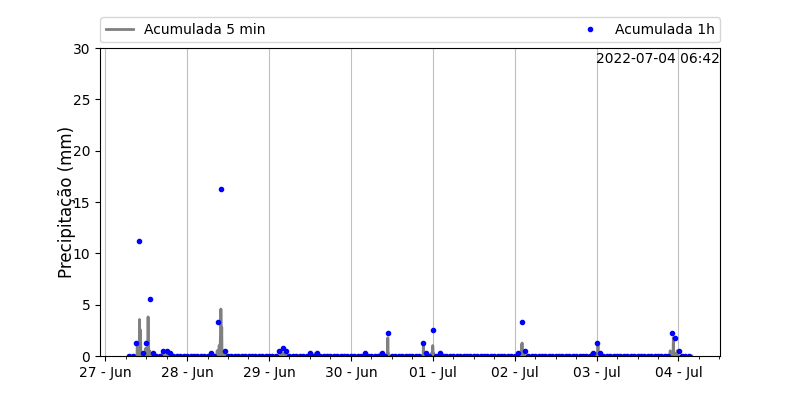 Acumulada 5 min
Acumulada 1h
2022-07-04 06:42
Precipitação (mm)
30
25
20
15
10
5
0
27 - Jun 28 - Jun 29 - Jun 30 - Jun 01 - Jul 02 - Jul 03 - Jul 04 - Jul